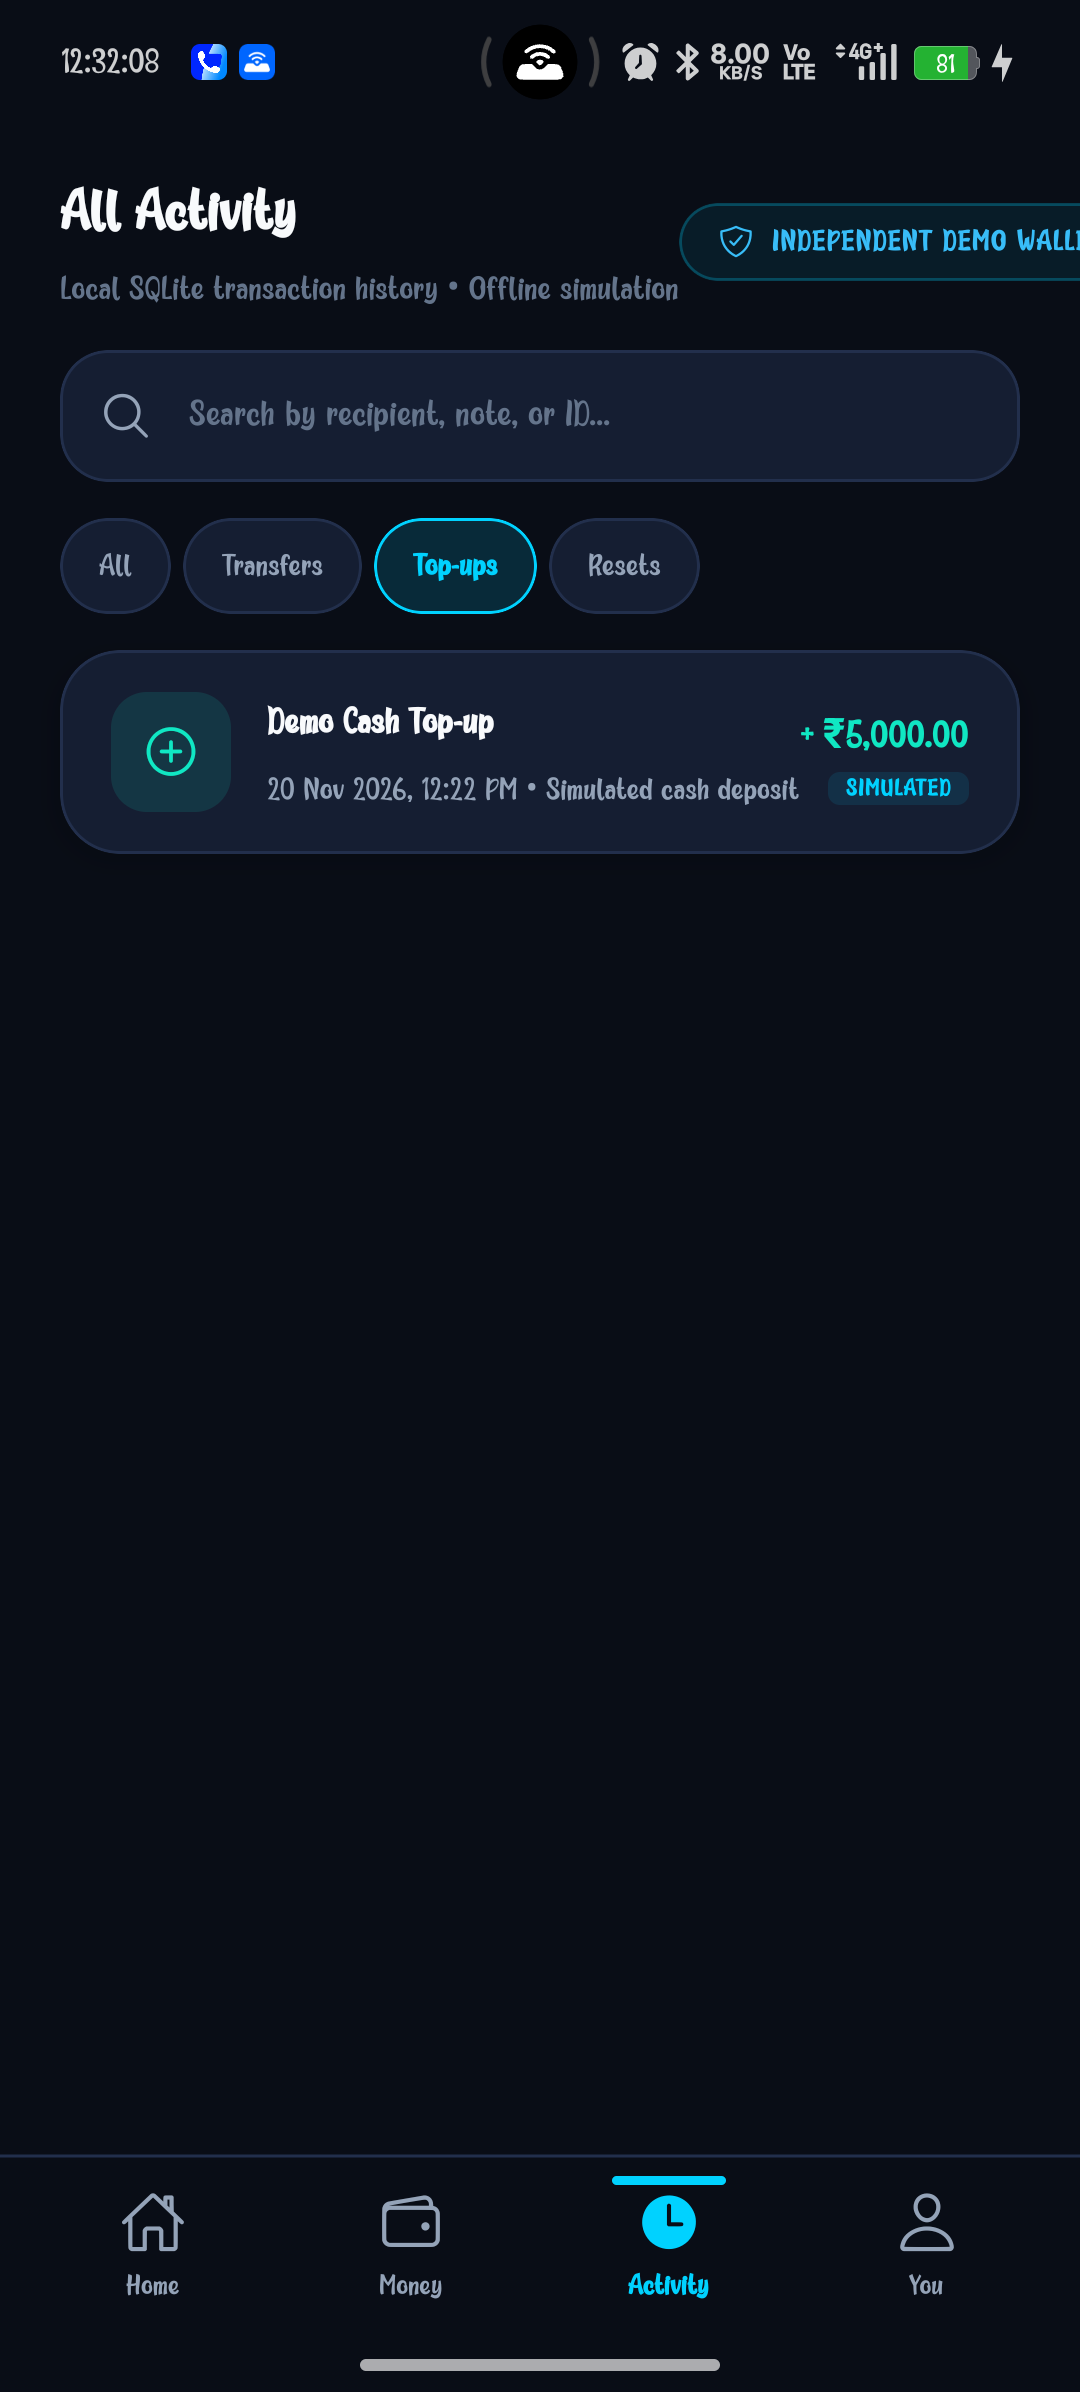 12:32:08
8.00
KB/S
Vo
LTE
4G+
81
All Activity
INDEPENDENT DEMO WALL
Local SQLite transaction history • Offline simulation
Search by recipient, note, or ID...
All
Transfers
Top-ups
Resets
Demo Cash Top-up
+ ₹5,000.00
20 Nov 2026, 12:22 PM • Simulated cash deposit
SIMULATED
Home
Money
Activity
You